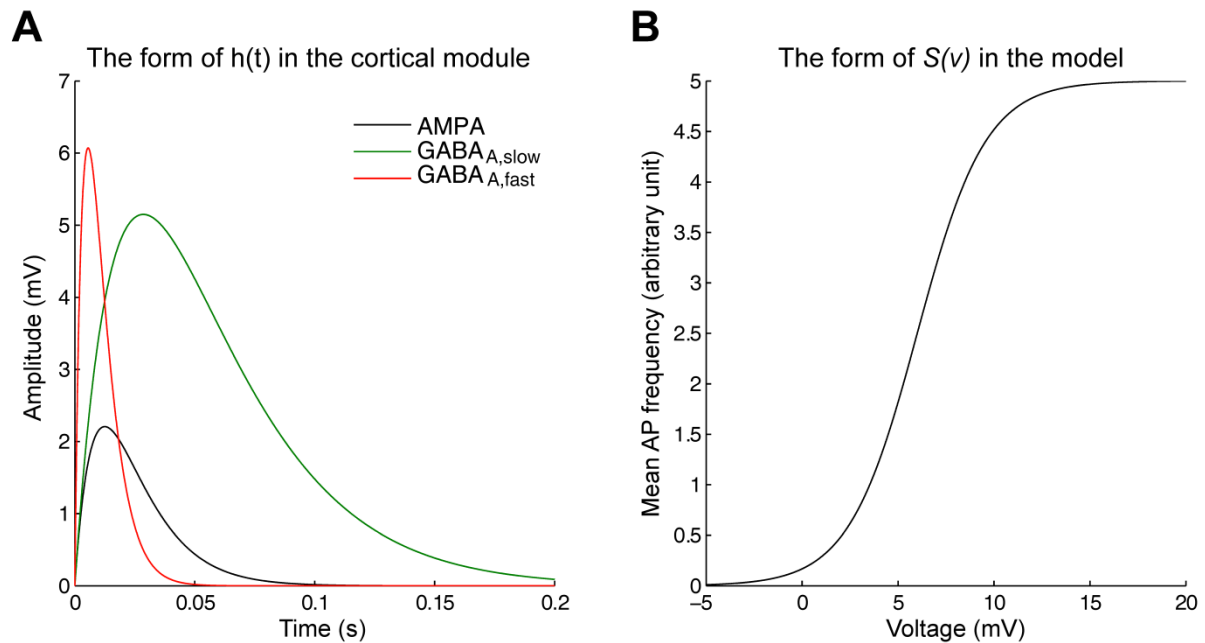 A
The form of h(t) in the cortical module
7
6
5
4
3
2
1
0
Amplitude (mV)
AMPA
GABA A,slow
GABA A,fast
0
0.05
0.1
0.15
0.2
Time (s)
B
The form of S(v) in the model
5
4.5
4
3.5
3
2.5
2
1.5
1
0.5
0
Mean AP frequency (arbitrary unit)
−5
0
5
10
15
20
Voltage (mV)